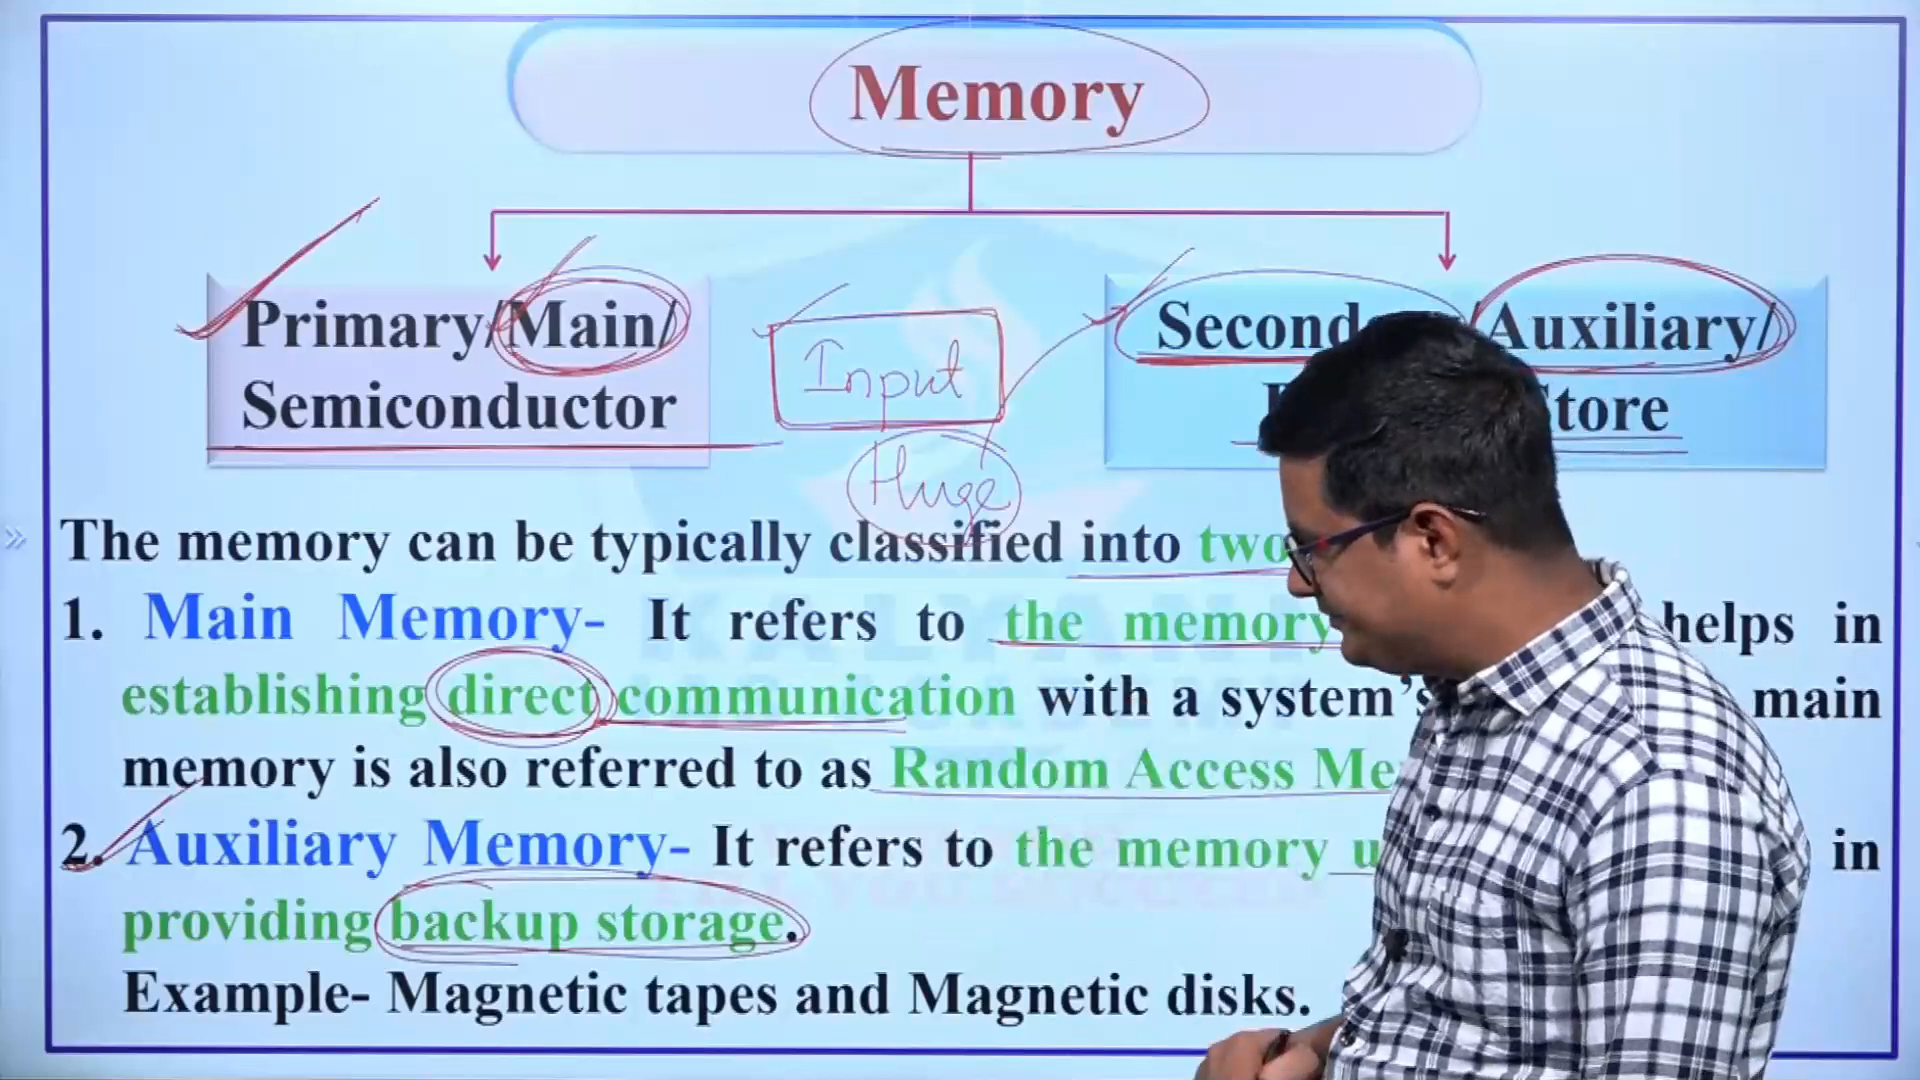 Memory
Primary/Main/
Semiconductor
Input
Huge
Auxiliary/
Store
The memory can be typically classified into two
1. Main Memory- It refers to the memory helps in
establishing direct communication with a system's main
memory is also referred to as Random Access
2. Auxiliary Memory- It refers to the memory in
providing backup storage.
Example- Magnetic tapes and Magnetic disks.